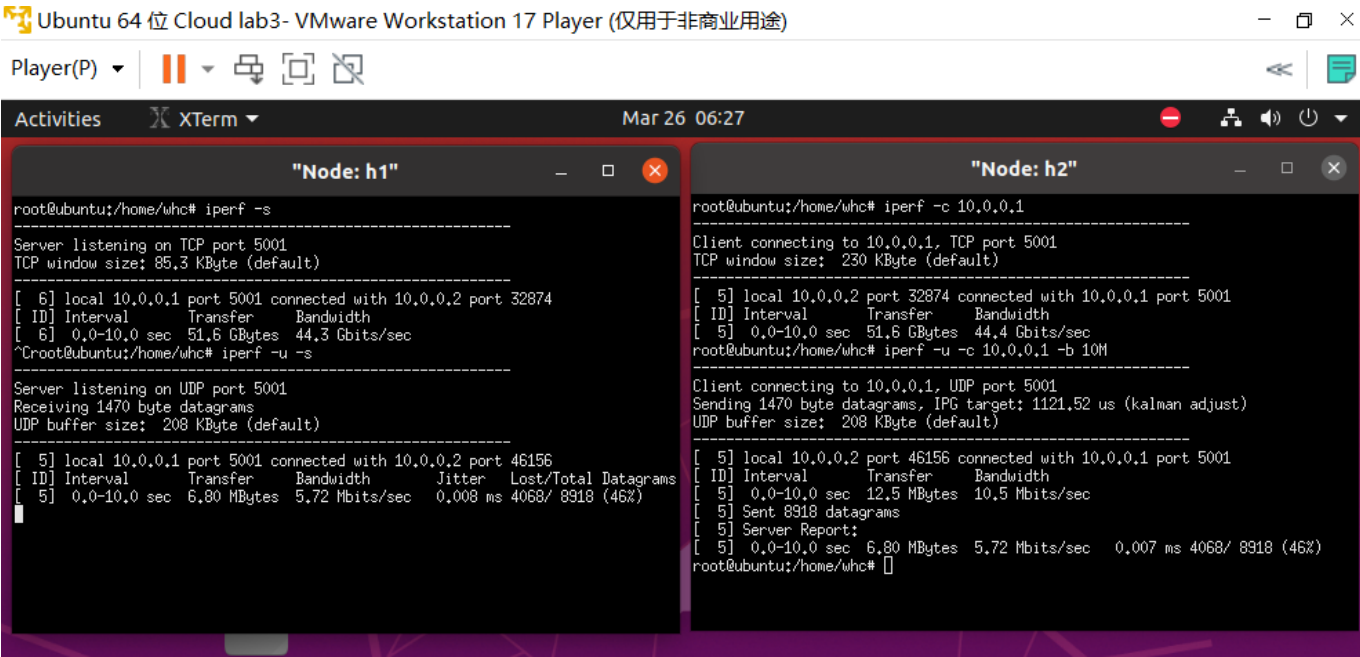 Ubuntu 64 位 Cloud lab3- VMware Workstation 17 Player (仅用于非商业用途)
Player(P)
Activities XTerm Mar 26 06:27
"Node: h1"
root@ubuntu:/home/whc# iperf -s
------------------------------------------------------------
Server listening on TCP port 5001
TCP window size: 85.3 KByte (default)
------------------------------------------------------------
[  6] local 10.0.0.1 port 5001 connected with 10.0.0.2 port 32874
[ ID] Interval       Transfer     Bandwidth
[  6]  0.0-10.0 sec  51.6 GBytes  44.3 Gbits/sec
^Croot@ubuntu:/home/whc# iperf -u -s
------------------------------------------------------------
Server listening on UDP port 5001
Receiving 1470 byte datagrams
UDP buffer size:  208 KByte (default)
------------------------------------------------------------
[  5] local 10.0.0.1 port 5001 connected with 10.0.0.2 port 46156
[ ID] Interval       Transfer     Bandwidth        Jitter   Lost/Total Datagrams
[  5]  0.0-10.0 sec  6.80 MBytes  5.72 Mbits/sec   0.008 ms 4068/ 8918 (46%)
"Node: h2"
root@ubuntu:/home/whc# iperf -c 10.0.0.1
------------------------------------------------------------
Client connecting to 10.0.0.1, TCP port 5001
TCP window size:  230 KByte (default)
------------------------------------------------------------
[  5] local 10.0.0.2 port 32874 connected with 10.0.0.1 port 5001
[ ID] Interval       Transfer     Bandwidth
[  5]  0.0-10.0 sec  51.6 GBytes  44.4 Gbits/sec
root@ubuntu:/home/whc# iperf -u -c 10.0.0.1 -b 10M
------------------------------------------------------------
Client connecting to 10.0.0.1, UDP port 5001
Sending 1470 byte datagrams, IPG target: 1121.52 us (kalman adjust)
UDP buffer size:  208 KByte (default)
------------------------------------------------------------
[  5] local 10.0.0.2 port 46156 connected with 10.0.0.1 port 5001
[ ID] Interval       Transfer     Bandwidth
[  5]  0.0-10.0 sec  12.5 MBytes  10.5 Mbits/sec
[  5] Sent 8918 datagrams
[  5] Server Report:
[  5]  0.0-10.0 sec  6.80 MBytes  5.72 Mbits/sec   0.007 ms 4068/ 8918 (46%)
root@ubuntu:/home/whc#